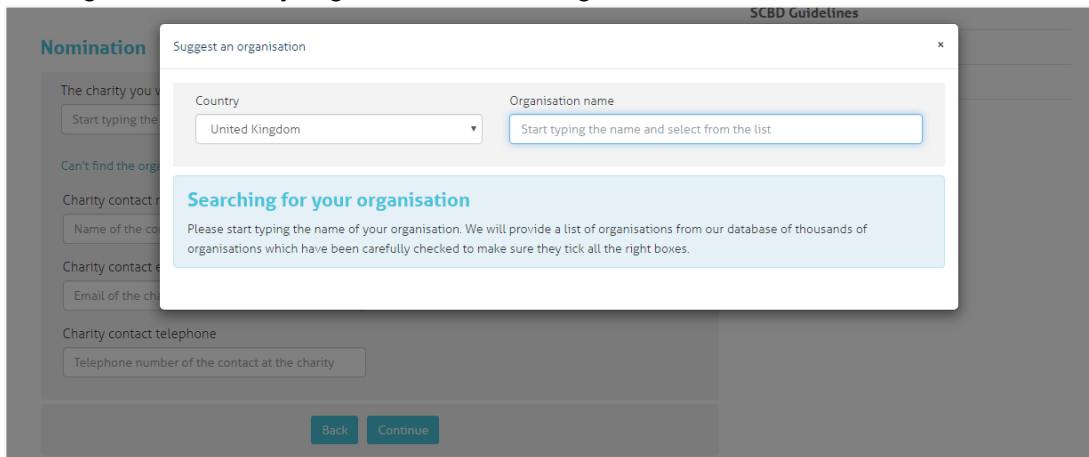 SCBD Guidelines
Nomination
Suggest an organisation
×
The charity you
Start typing the
Country
Organisation name
United Kingdom
Start typing the name and select from the list
Can't find the
Searching for your organisation
Please start typing the name of your organisation. We will provide a list of organisations from our database of thousands of
organisations which have been carefully checked to make sure they tick all the right boxes.
Charity contact
Name of the
Charity contact
Email of the
Charity contact telephone
Telephone number of the contact at the charity
Back
Continue